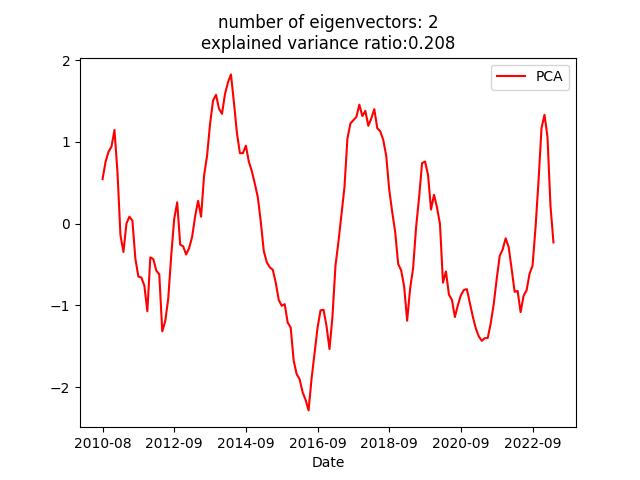 number of eigenvectors: 2
explained variance ratio:0.208
PCA
2
1
0
−1
−2
2010-08 2012-09 2014-09 2016-09 2018-09 2020-09 2022-09
Date